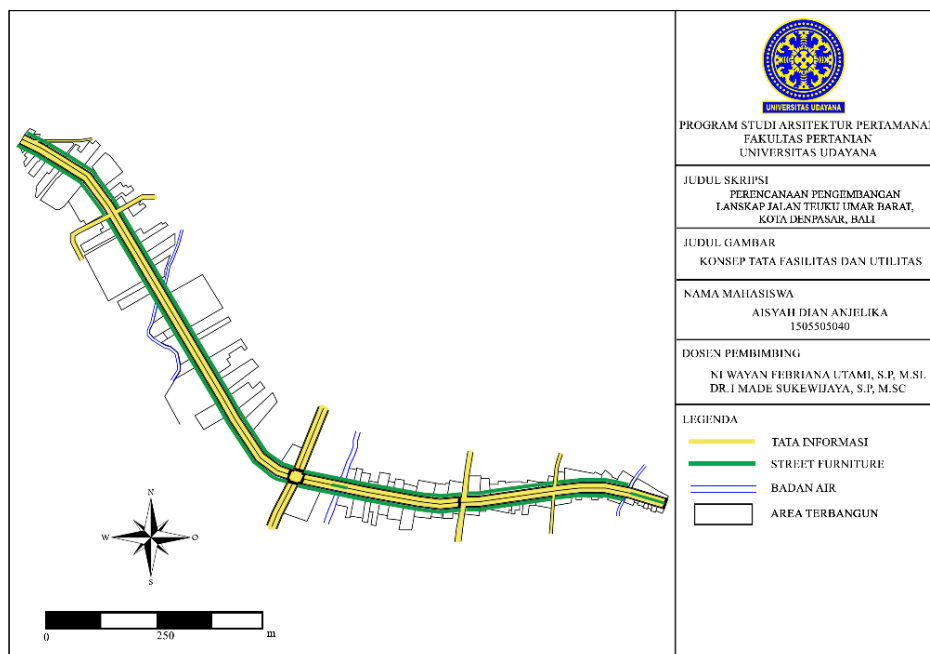 UNIVERSITAS UDAYANA
PROGRAM STUDI ARSITEKTUR PERTAMANAN
FAKULTAS PERTANIAN
UNIVERSITAS UDAYANA
JUDUL SKRIPSI
PERENCANAAN PENGEMBANGAN
LANSKAP JALAN TEUKU UMAR BARAT,
KOTA DENPASAR, BALI
JUDUL GAMBAR
KONSEP TATA FASILITAS DAN UTILITAS
NAMA MAHASISWA
AISYAH DIAN ANJELIKA
1505505040
DOSEN PEMBIMBING
NI WAYAN FEBRIANA UTAMI, S.P, M.SI.
DR.I MADE SUKEWIJAYA, S.P, M.SC
LEGENDA
TATA INFORMASI
STREET FURNITURE
BADAN AIR
AREA TERBANGUN
N
W
O
S
0
250
m